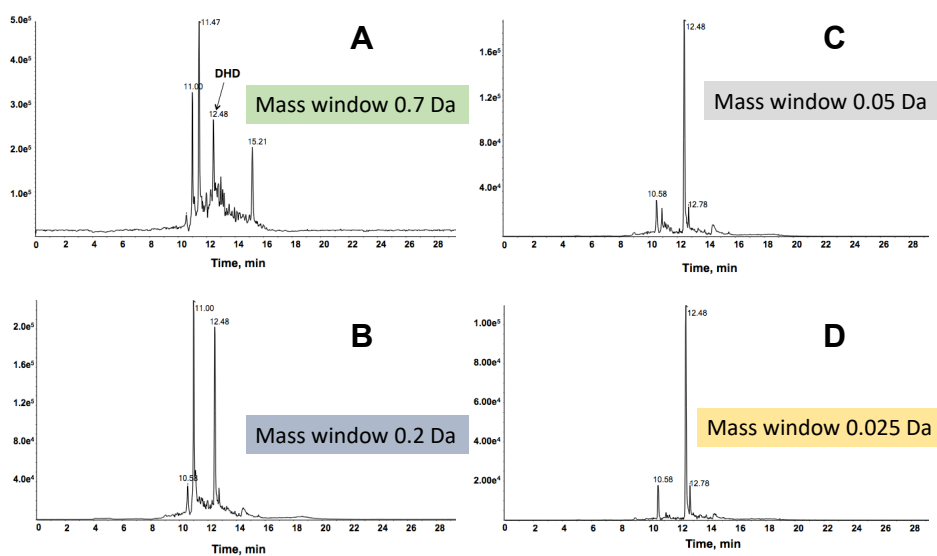 A
5.0e⁵
4.0e⁵
3.0e⁵
2.0e⁵
1.0e⁵
11.47
11.00
DHD
12.48
15.21
Mass window 0.7 Da
0 2 4 6 8 10 12 14 16 18 20 22 24 26 28
Time, min
C
1.6e⁵
1.2e⁵
8.0e⁴
4.0e⁴
12.48
10.58
12.78
Mass window 0.05 Da
0 2 4 6 8 10 12 14 16 18 20 22 24 26 28
Time, min
B
2.0e⁵
1.6e⁵
1.2e⁵
8.0e⁴
4.0e⁴
11.00
12.48
10.58
Mass window 0.2 Da
0 2 4 6 8 10 12 14 16 18 20 22 24 26 28
Time, min
D
1.00e⁵
8.00e⁴
6.00e⁴
4.00e⁴
2.00e⁴
12.48
10.58
12.78
Mass window 0.025 Da
0 2 4 6 8 10 12 14 16 18 20 22 24 26 28
Time, min